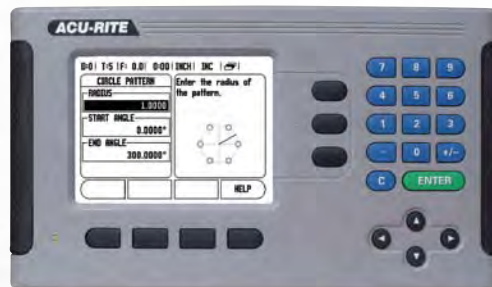 ACU-RITE
D:0| T:5 |F: 0.0| 0:00|INCH| INC |
CIRCLE PATTERN
RADIUS
1.0000
START ANGLE
0.0000°
END ANGLE
300.0000°
Enter the radius of
the pattern.
HELP
7 8 9
4 5 6
1 2 3
- 0 +/-
C ENTER